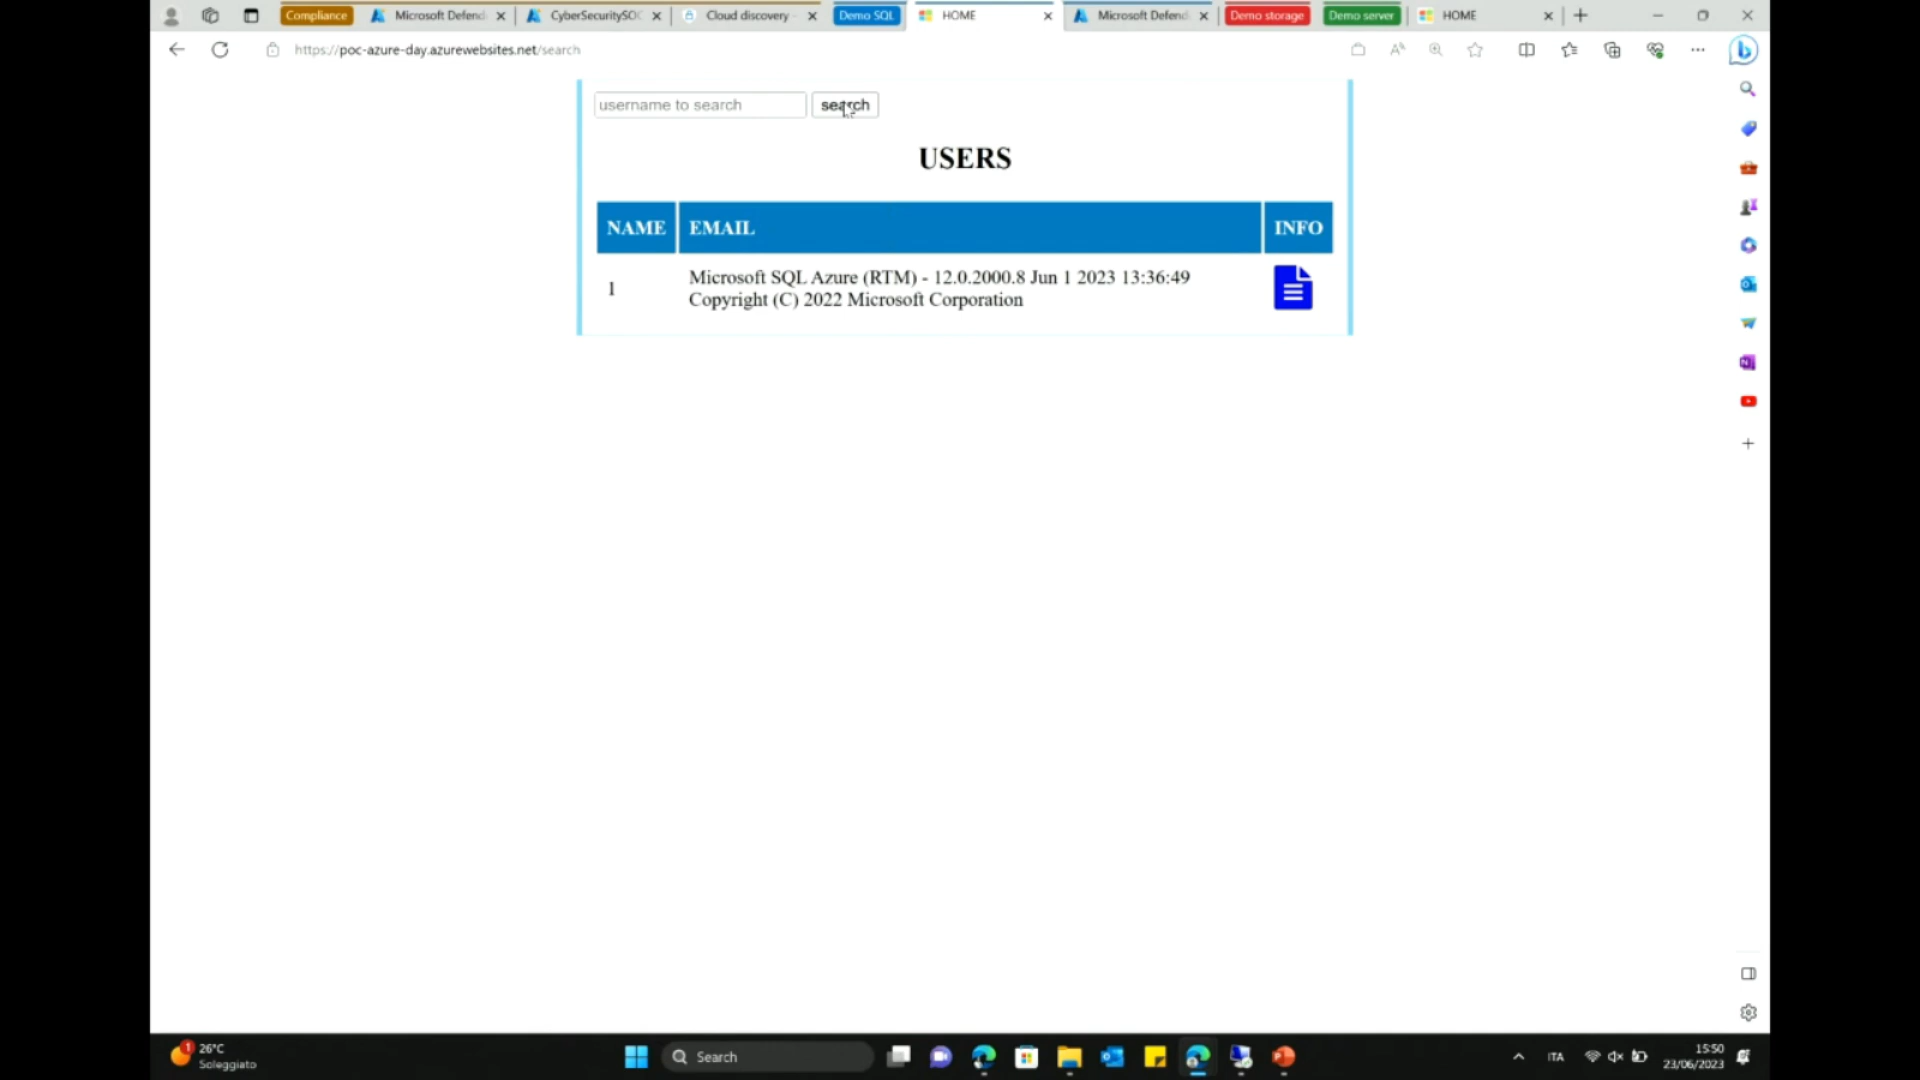 Compliance
Microsoft Defend
CyberSecuritySOC
Cloud discovery -
Demo SQL
HOME
Microsoft Defend
Demo storage
Demo server
HOME
https://poc-azure-day.azurewebsites.net/search
username to search
search
USERS
NAME EMAIL INFO
1
Microsoft SQL Azure (RTM) - 12.0.2000.8 Jun 1 2023 13:36:49
Copyright (C) 2022 Microsoft Corporation
1
26°C
Soleggiato
Search
ITA
15:50
23/06/2023